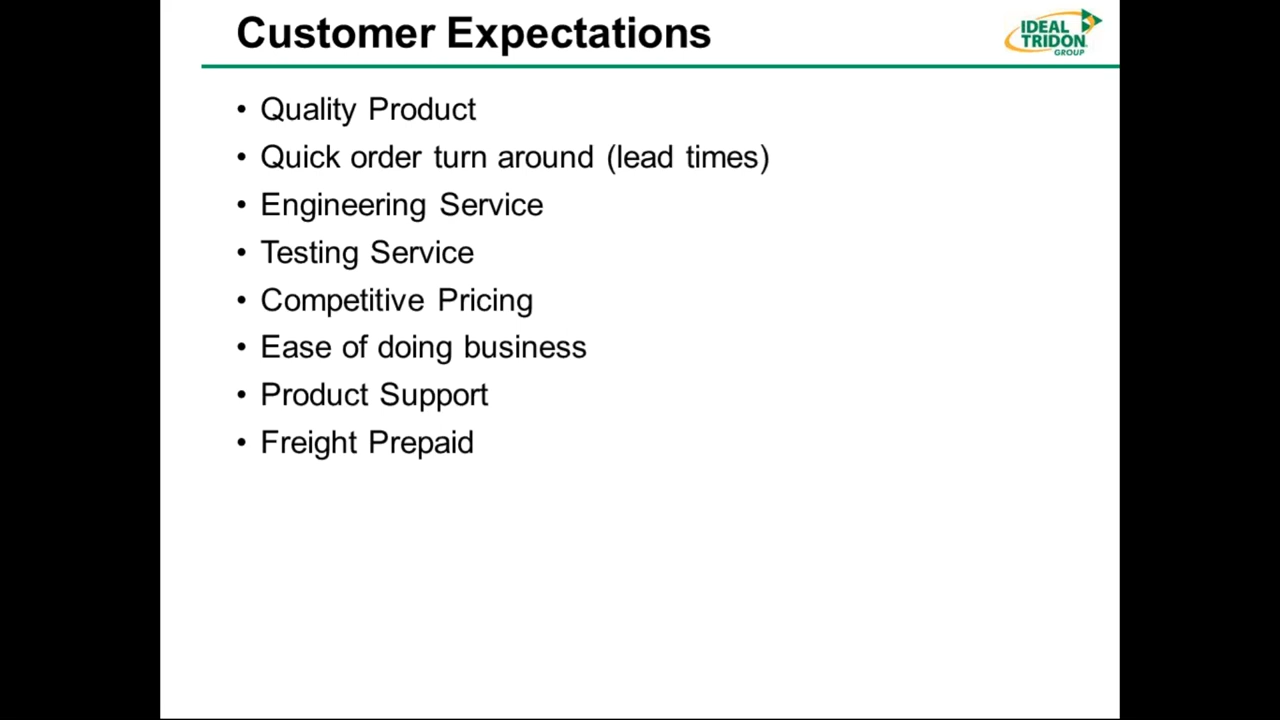 Customer Expectations
IDEAL
TRIDON
GROUP
• Quality Product
• Quick order turn around (lead times)
• Engineering Service
• Testing Service
• Competitive Pricing
• Ease of doing business
• Product Support
• Freight Prepaid